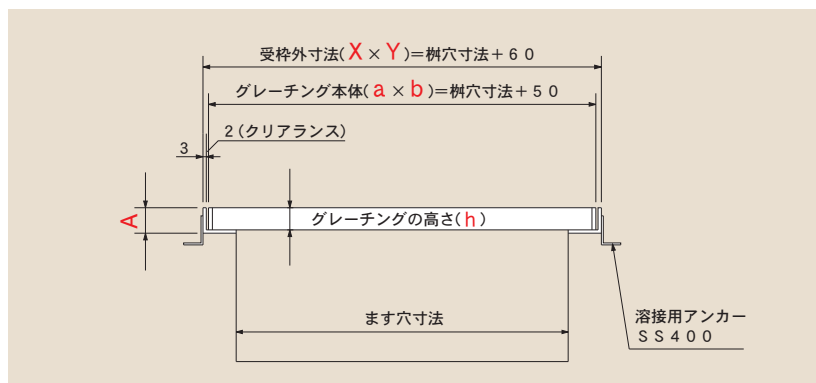 受枠外寸法(X×Y)=桝穴寸法+60
グレーチング本体(a×b)=桝穴寸法+50
2(クリアランス)
3
A
グレーチングの高さ(h)
ます穴寸法
溶接用アンカー
SS400